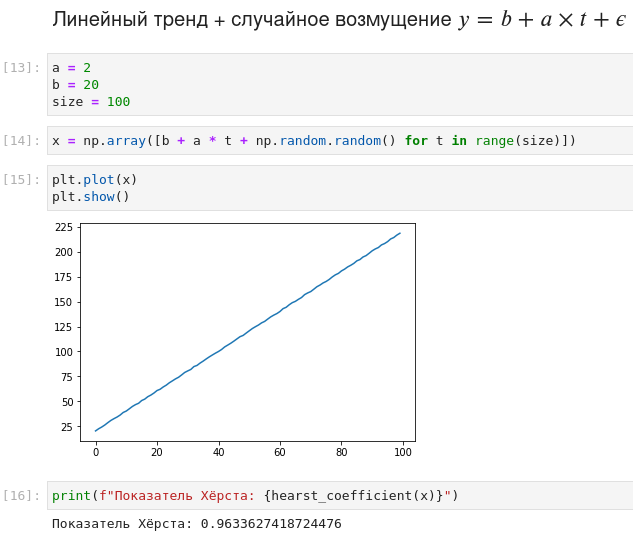 Линейный тренд + случайное возмущение y = b + a × t + ϵ
[13]: a = 2
b = 20
size = 100
[14]: x = np.array([b + a * t + np.random.random() for t in range(size)])
[15]: plt.plot(x)
plt.show()
225
200
175
150
125
100
75
50
25
0 20 40 60 80 100
[16]: print(f"Показатель Хёрста: {hearst_coefficient(x)}")
Показатель Хёрста: 0.9633627418724476